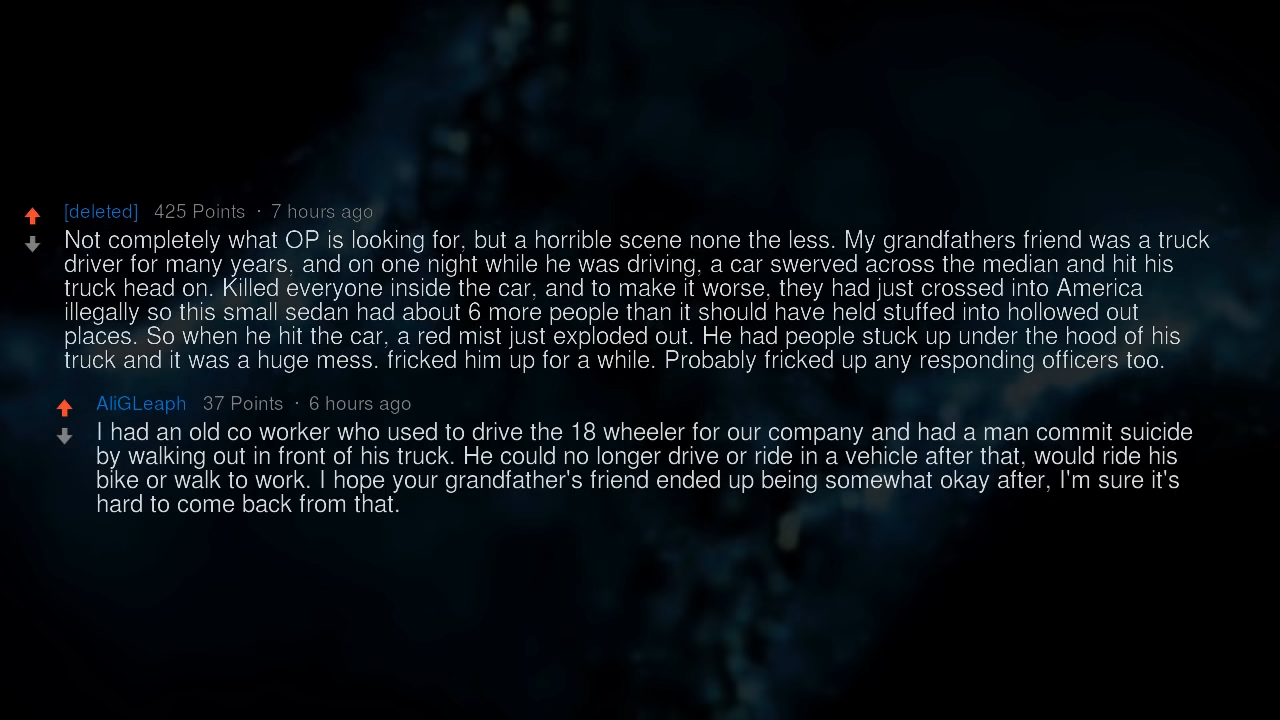 [deleted] 425 Points · 7 hours ago
Not completely what OP is looking for, but a horrible scene none the less. My grandfathers friend was a truck
driver for many years, and on one night while he was driving, a car swerved across the median and hit his
truck head on. Killed everyone inside the car, and to make it worse, they had just crossed into America
illegally so this small sedan had about 6 more people than it should have held stuffed into hollowed out
places. So when he hit the car, a red mist just exploded out. He had people stuck up under the hood of his
truck and it was a huge mess. fricked him up for a while. Probably fricked up any responding officers too.
AliGLeaph 37 Points · 6 hours ago
I had an old co worker who used to drive the 18 wheeler for our company and had a man commit suicide
by walking out in front of his truck. He could no longer drive or ride in a vehicle after that, would ride his
bike or walk to work. I hope your grandfather's friend ended up being somewhat okay after, I'm sure it's
hard to come back from that.